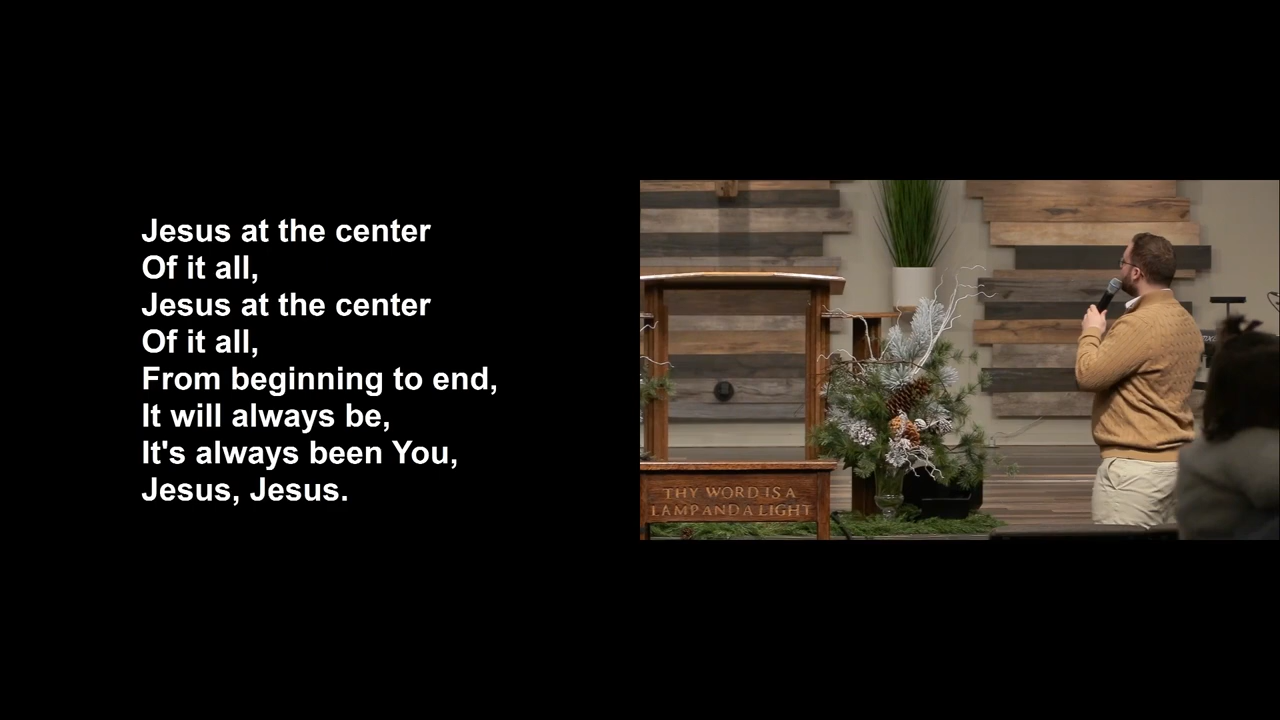 Jesus at the center
Of it all,
Jesus at the center
Of it all,
From beginning to end,
It will always be,
It's always been You,
Jesus, Jesus.
THY WORD IS A
LAMP AND A LIGHT